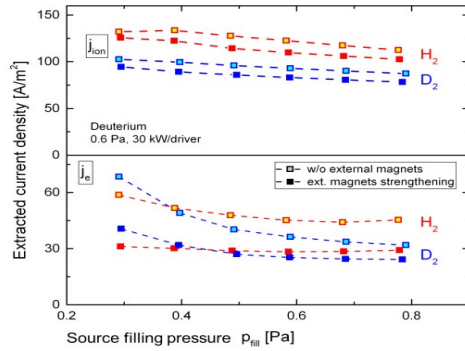 150
j_ion
100
H₂
D₂
50
Deuterium
0.6 Pa, 30 kW/driver
0
j_e
w/o external magnets
ext. magnets strengthening
60
H₂
30
D₂
0
0.2 0.4 0.6 0.8
Extracted current density [A/m²]
Source filling pressure p_fill [Pa]